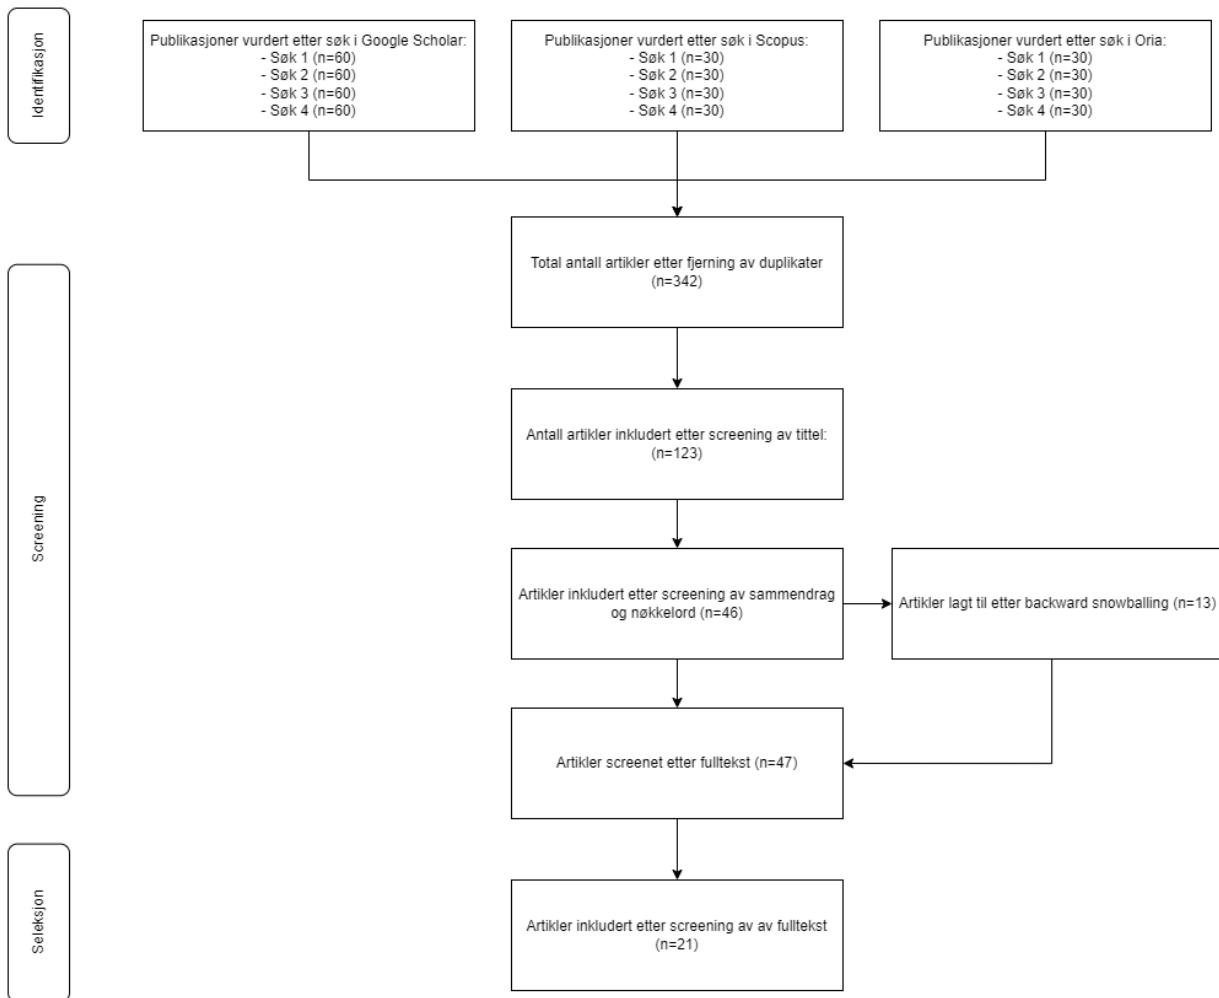 Identifikasjon
Publikasjoner vurdert etter søk i Google Scholar:
- Søk 1 (n=60)
- Søk 2 (n=60)
- Søk 3 (n=60)
- Søk 4 (n=60)
Publikasjoner vurdert etter søk i Scopus:
- Søk 1 (n=30)
- Søk 2 (n=30)
- Søk 3 (n=30)
- Søk 4 (n=30)
Publikasjoner vurdert etter søk i Oria:
- Søk 1 (n=30)
- Søk 2 (n=30)
- Søk 3 (n=30)
- Søk 4 (n=30)
Screening
Total antall artikler etter fjerning av duplikater
(n=342)
Antall artikler inkludert etter screening av tittel:
(n=123)
Artikler inkludert etter screening av sammendrag
og nøkkelord (n=46)
Artikler lagt til etter backward snowballing (n=13)
Artikler screenet etter fulltekst (n=47)
Seleksjon
Artikler inkludert etter screening av av fulltekst
(n=21)